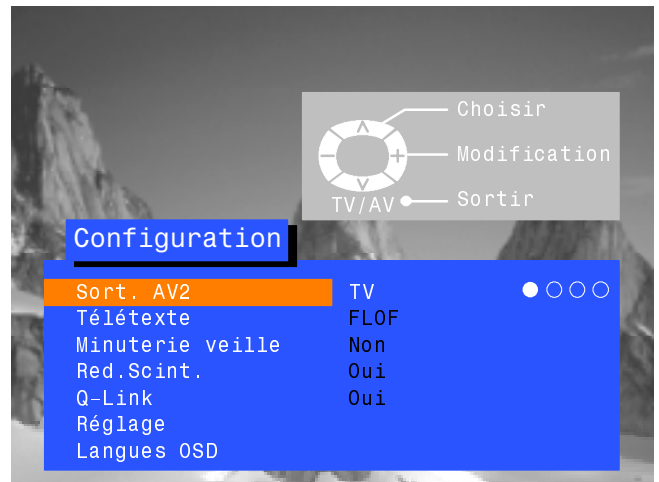 Choisir
Modification
TV/AV Sortir
Configuration
Sort. AV2 TV
Télétexte FLOF
Minuterie veille Non
Red.Scint. Oui
Q-Link Oui
Réglage
Langues OSD